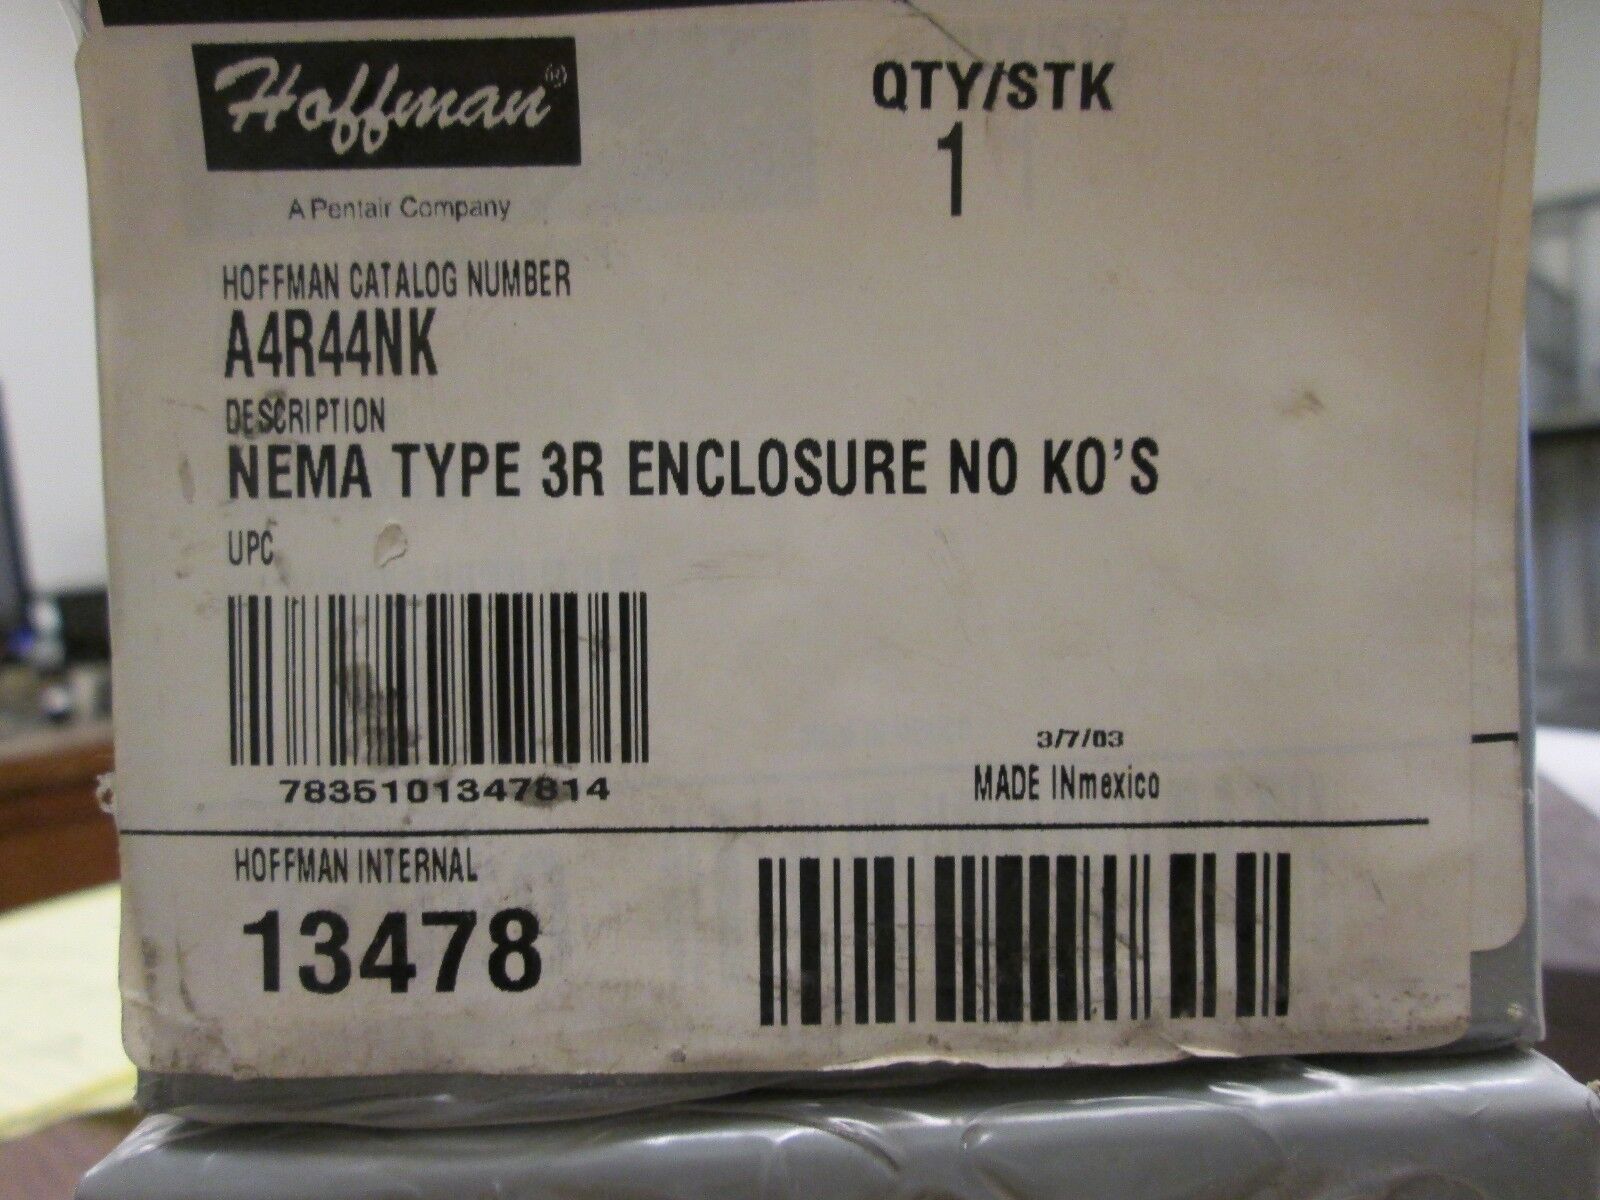 Hoffman®
A Pentair Company
QTY/STK
1
HOFFMAN CATALOG NUMBER
A4R44NK
DESCRIPTION
NEMA TYPE 3R ENCLOSURE NO KO'S
UPC
7835101347814
3/7/03
MADE INmexico
HOFFMAN INTERNAL
13478